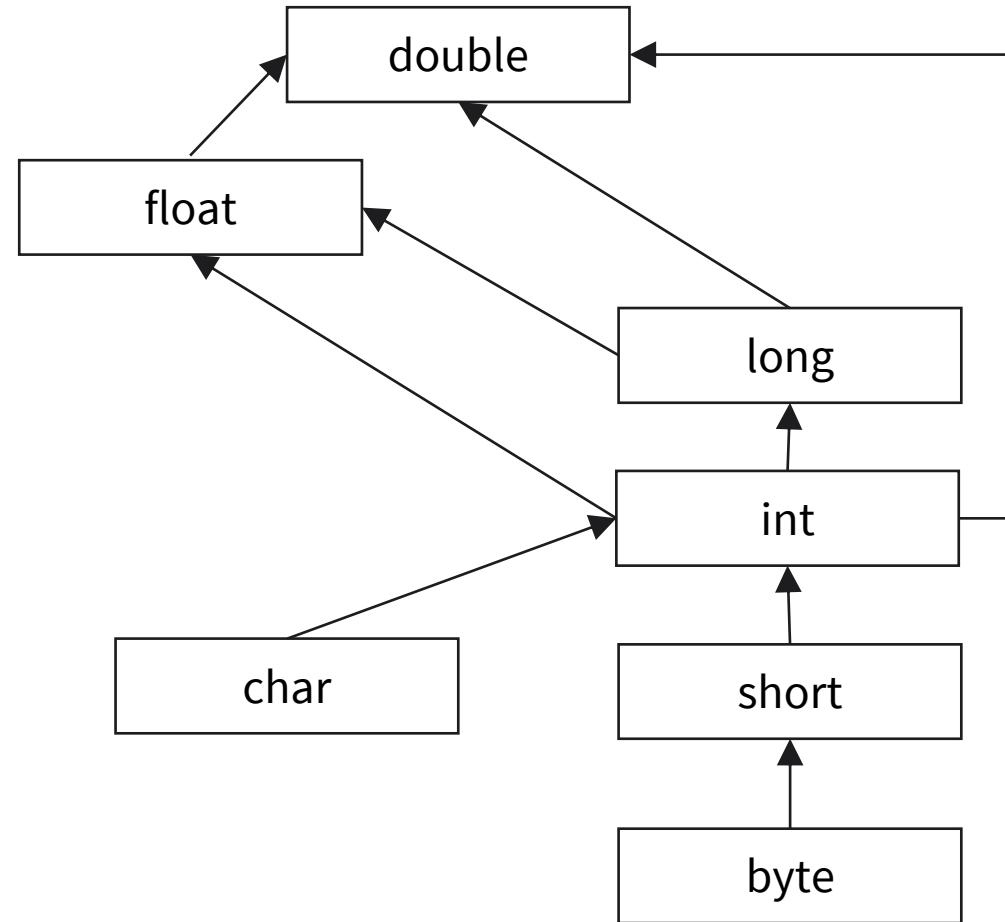 double
float
long
int
char
short
byte